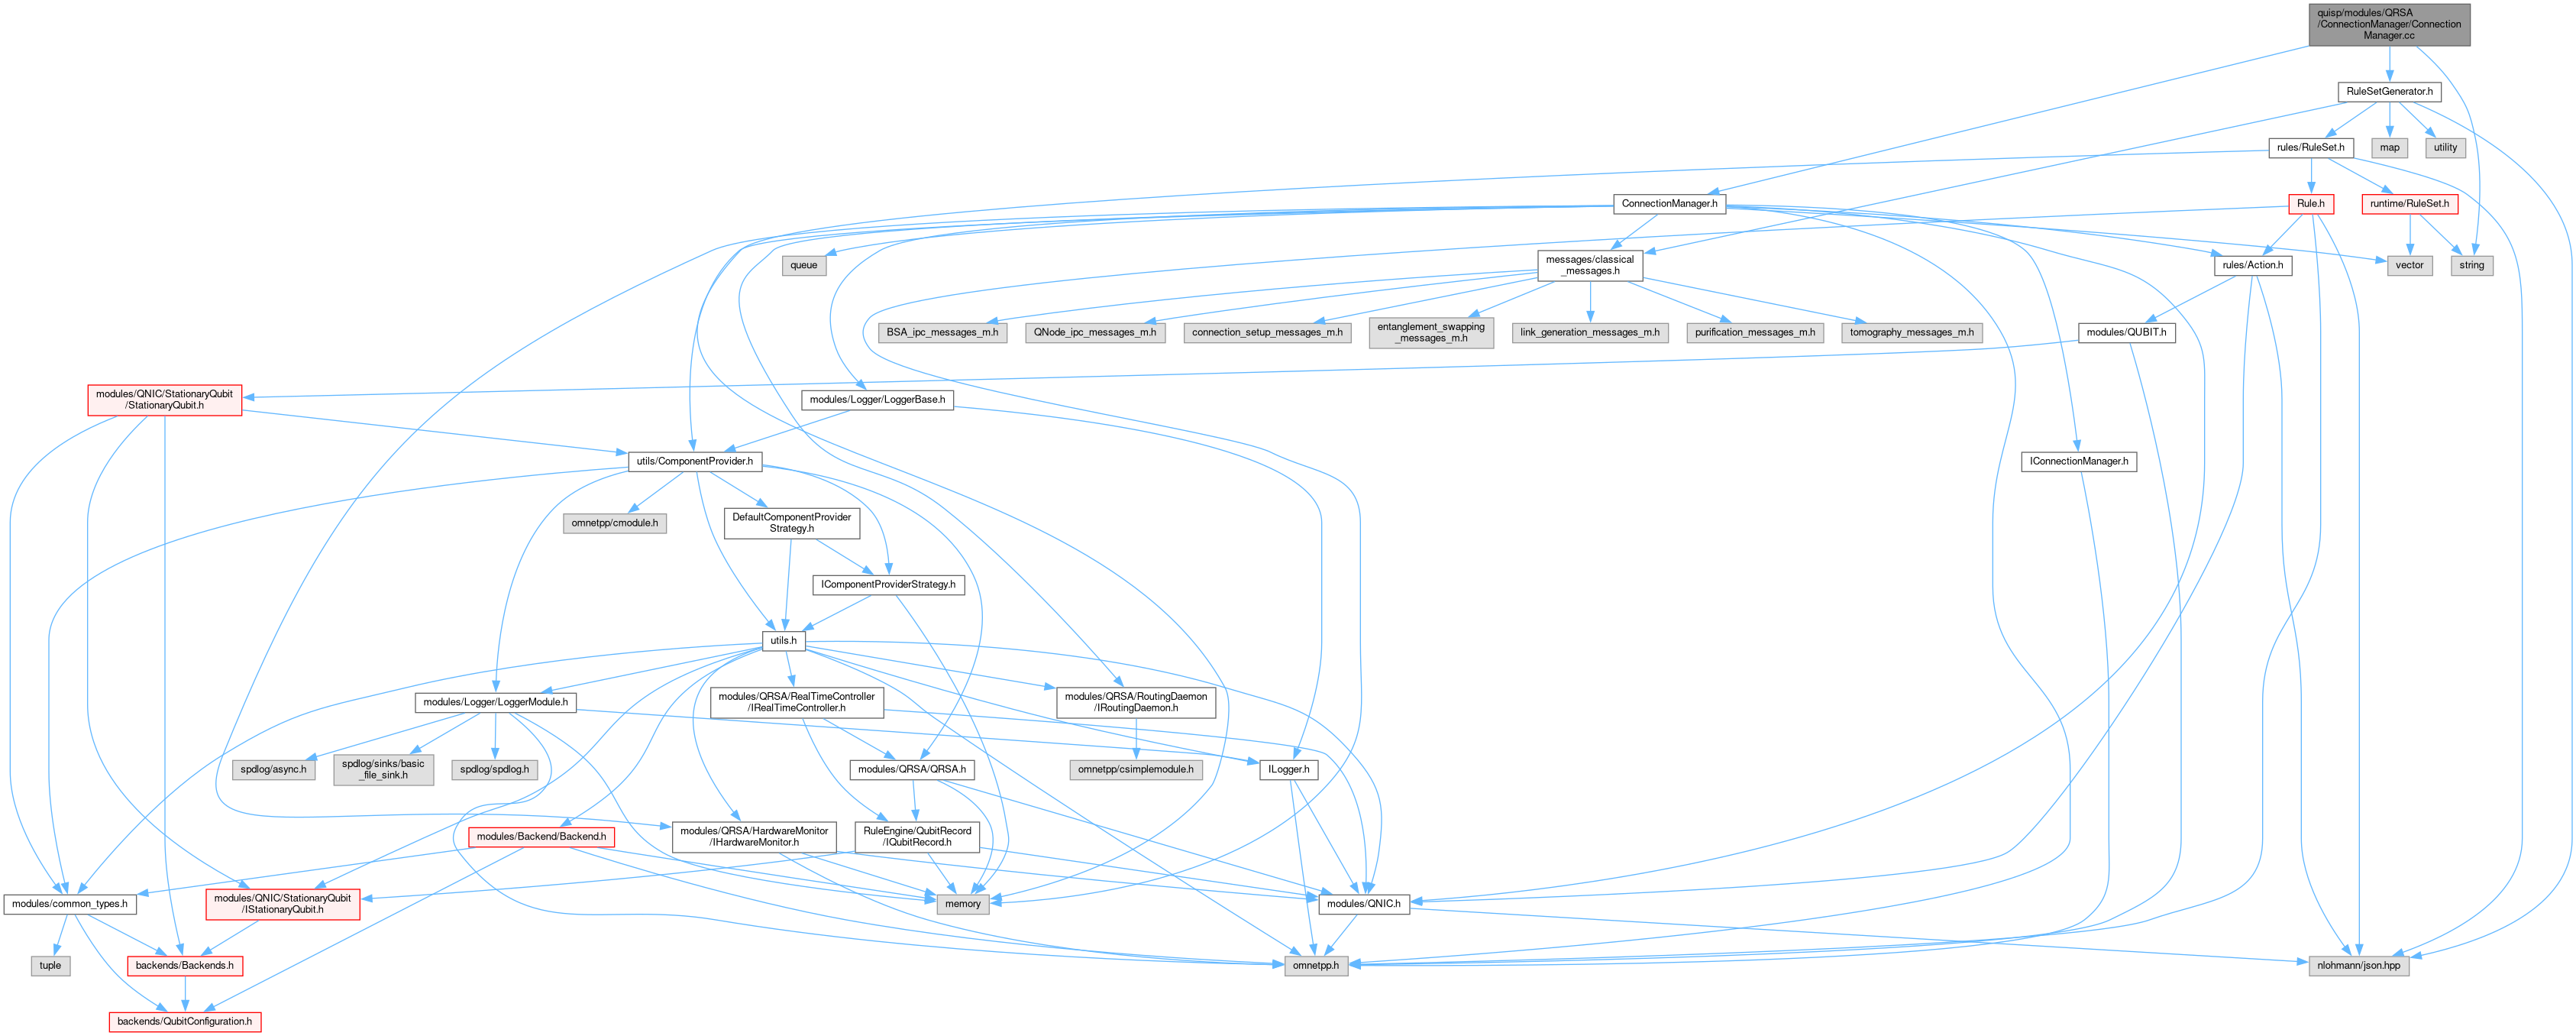 quisp/modules/QRSA
/ConnectionManager/Connection
Manager.cc
RuleSetGenerator.h
rules/RuleSet.h
map
utility
ConnectionManager.h
Rule.h
runtime/RuleSet.h
queue
messages/classical
_messages.h
rules/Action.h
vector
string
BSA_ipc_messages_m.h
QNode_ipc_messages_m.h
connection_setup_messages_m.h
entanglement_swapping
_messages_m.h
link_generation_messages_m.h
purification_messages_m.h
tomography_messages_m.h
modules/QUBIT.h
modules/QNIC/StationaryQubit
/StationaryQubit.h
modules/Logger/LoggerBase.h
utils/ComponentProvider.h
IConnectionManager.h
omnetpp/cmodule.h
DefaultComponentProvider
Strategy.h
IComponentProviderStrategy.h
utils.h
modules/Logger/LoggerModule.h
modules/QRSA/RealTimeController
/IRealTimeController.h
modules/QRSA/RoutingDaemon
/IRoutingDaemon.h
spdlog/async.h
spdlog/sinks/basic
_file_sink.h
spdlog/spdlog.h
modules/QRSA/QRSA.h
omnetpp/csimplemodule.h
ILogger.h
modules/Backend/Backend.h
modules/QRSA/HardwareMonitor
/IHardwareMonitor.h
RuleEngine/QubitRecord
/IQubitRecord.h
modules/common_types.h
modules/QNIC/StationaryQubit
/IStationaryQubit.h
memory
modules/QNIC.h
tuple
backends/Backends.h
omnetpp.h
nlohmann/json.hpp
backends/QubitConfiguration.h